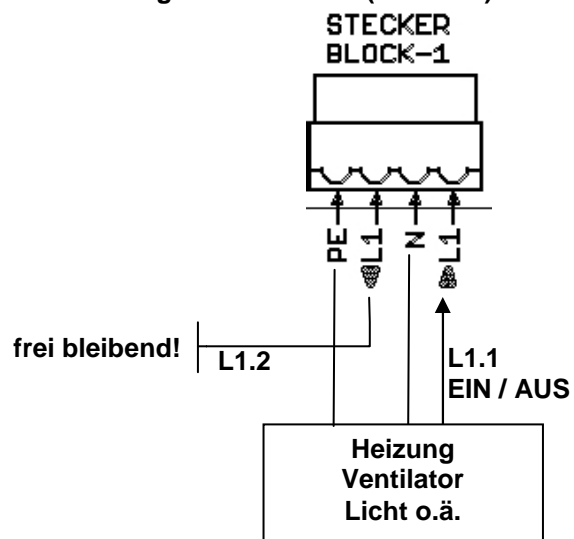 STECKER
BLOCK-1
PE
L1
N
L1
frei bleibend!
L1.2
L1.1
EIN / AUS
Heizung
Ventilator
Licht o.ä.